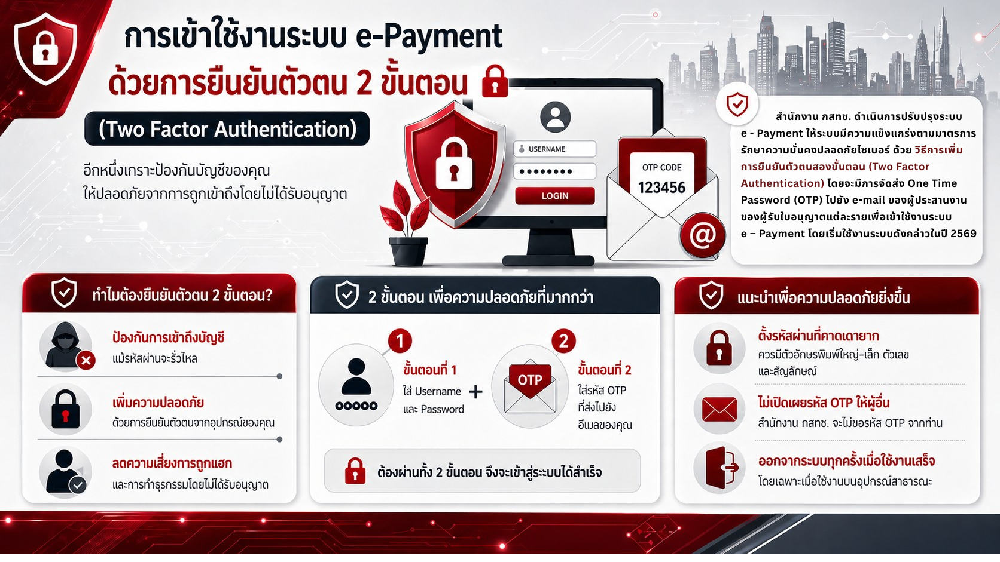 การเข้าใช้งานระบบ e-Payment
ด้วยการยืนยันตัวตน 2 ขั้นตอน
(Two Factor Authentication)
อีกหนึ่งเกราะป้องกันบัญชีของคุณ
ให้ปลอดภัยจากการถูกเข้าถึงโดยไม่ได้รับอนุญาต
USERNAME
●●●●●●●●
LOGIN
OTP CODE
123456
@
สำนักงาน กสทช. ดำเนินการปรับปรุงระบบ
e - Payment ให้ระบบมีความแข็งแกร่งตามมาตรการ
รักษาความมั่นคงปลอดภัยไซเบอร์ ด้วย วิธีการเพิ่ม
การยืนยันตัวตนสองขั้นตอน (Two Factor
Authentication) โดยจะมีการจัดส่ง One Time
Password (OTP) ไปยัง e-mail ของผู้ประสานงาน
ของผู้รับใบอนุญาตแต่ละรายเพื่อเข้าใช้งานระบบ
e – Payment โดยเริ่มใช้งานระบบดังกล่าวในปี 2569
ทำไมต้องยืนยันตัวตน 2 ขั้นตอน?
ป้องกันการเข้าถึงบัญชี
แม้รหัสผ่านจะรั่วไหล
เพิ่มความปลอดภัย
ด้วยการยืนยันตัวตนจากอุปกรณ์ของคุณ
ลดความเสี่ยงการถูกแฮก
และการทำธุรกรรมโดยไม่ได้รับอนุญาต
2 ขั้นตอน เพื่อความปลอดภัยที่มากกว่า
1
ขั้นตอนที่ 1
ใส่ Username
และ Password
+
2
OTP
ขั้นตอนที่ 2
ใส่รหัส OTP
ที่ส่งไปยัง
อีเมลของคุณ
ต้องผ่านทั้ง 2 ขั้นตอน จึงจะเข้าสู่ระบบได้สำเร็จ
แนะนำเพื่อความปลอดภัยยิ่งขึ้น
ตั้งรหัสผ่านที่คาดเดายาก
ควรมีตัวอักษรพิมพ์ใหญ่-เล็ก ตัวเลข
และสัญลักษณ์
ไม่เปิดเผยรหัส OTP ให้ผู้อื่น
สำนักงาน กสทช. จะไม่ขอรหัส OTP จากท่าน
ออกจากระบบทุกครั้งเมื่อใช้งานเสร็จ
โดยเฉพาะเมื่อใช้งานบนอุปกรณ์สาธารณะ